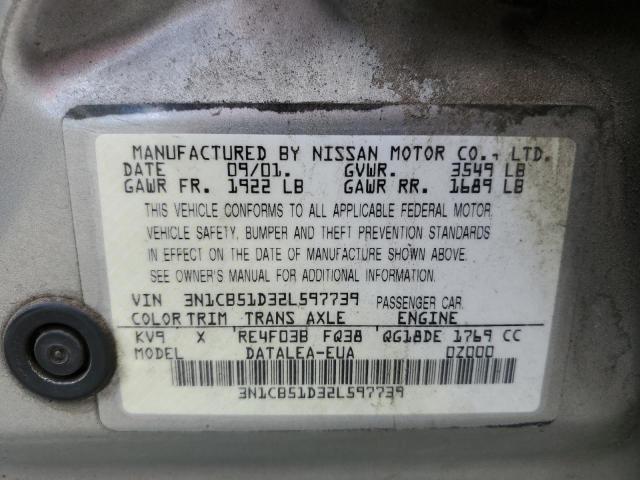 MANUFACTURED BY NISSAN MOTOR CO., LTD.
DATE 09/01. GVWR. 3549 LB
GAWR FR. 1922 LB GAWR RR. 1689 LB
THIS VEHICLE CONFORMS TO ALL APPLICABLE FEDERAL MOTOR
VEHICLE SAFETY, BUMPER AND THEFT PREVENTION STANDARDS
IN EFFECT ON THE DATE OF MANUFACTURE SHOWN ABOVE.
SEE OWNER'S MANUAL FOR ADDITIONAL INFORMATION.
VIN 3N1CB51D32L597739 PASSENGER CAR
COLOR TRIM TRANS AXLE ENGINE
KV9 X RE4F03B FQ38 QG18DE 1769 CC
MODEL DATALEA-EUA 0Z000
3N1CB51D32L597739